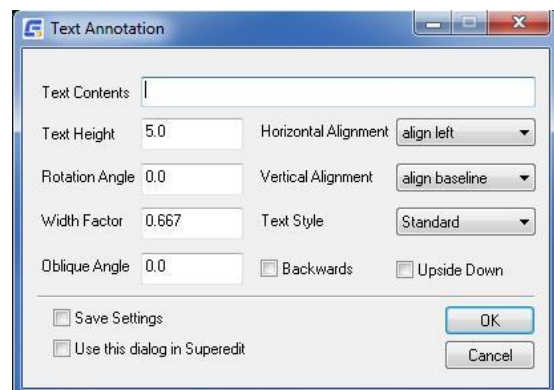 Text Annotation
Text Contents
Text Height 5.0 Horizontal Alignment align left
Rotation Angle 0.0 Vertical Alignment align baseline
Width Factor 0.667 Text Style Standard
Oblique Angle 0.0 Backwards Upside Down
Save Settings OK
Use this dialog in Superedit Cancel